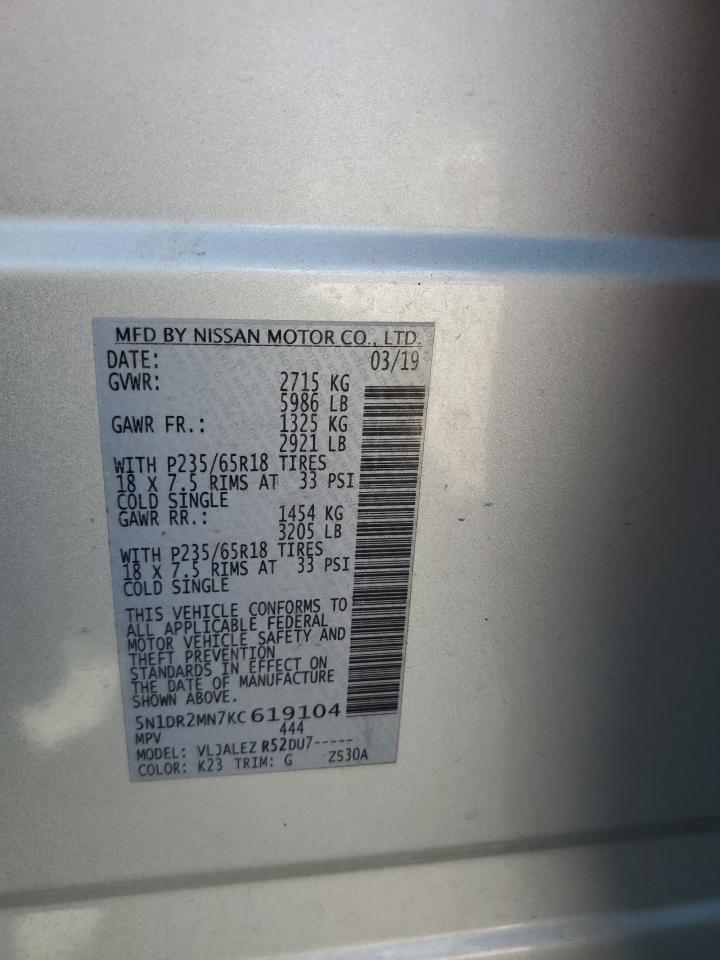 MFD BY NISSAN MOTOR CO., LTD.
DATE: 03/19
GVWR: 2715 KG
5986 LB
GAWR FR.: 1325 KG
2921 LB
WITH P235/65R18 TIRES
18 X 7.5 RIMS AT 33 PSI
COLD SINGLE
GAWR RR.: 1454 KG
3205 LB
WITH P235/65R18 TIRES
18 X 7.5 RIMS AT 33 PSI
COLD SINGLE
THIS VEHICLE CONFORMS TO
ALL APPLICABLE FEDERAL
MOTOR VEHICLE SAFETY AND
THEFT PREVENTION
STANDARDS IN EFFECT ON
THE DATE OF MANUFACTURE
SHOWN ABOVE.
5N1DR2MN7KC619104
MPV 444
MODEL: VLJALEZ R52DU7-----
COLOR: K23 TRIM: G ZS30A